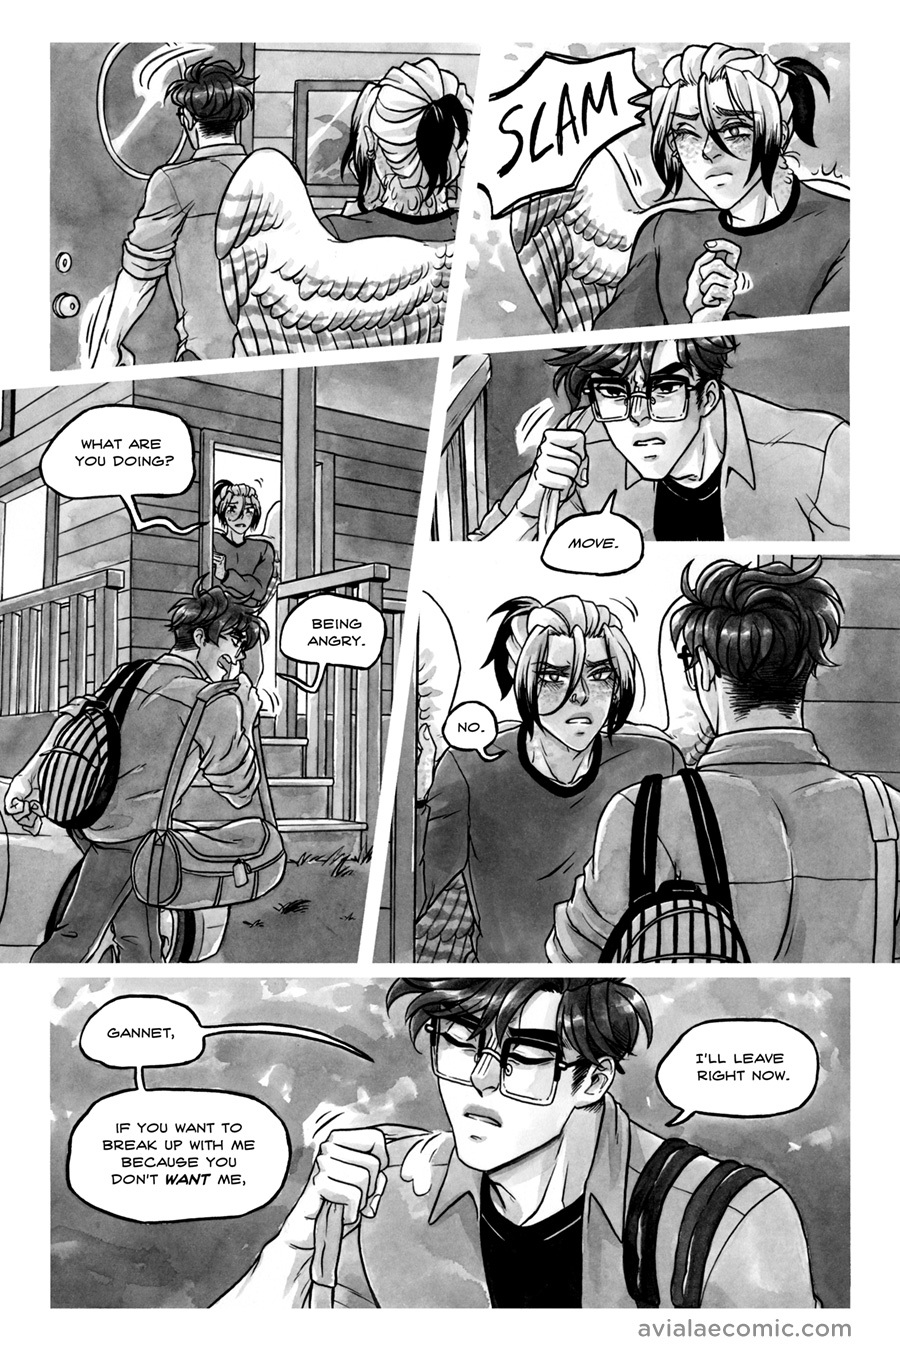 SLAM
WHAT ARE
YOU DOING?
BEING
ANGRY.
MOVE.
NO.
GANNET,
IF YOU WANT TO
BREAK UP WITH ME
BECAUSE YOU
DON'T WANT ME,
I'LL LEAVE
RIGHT NOW.
avialaecomic.com